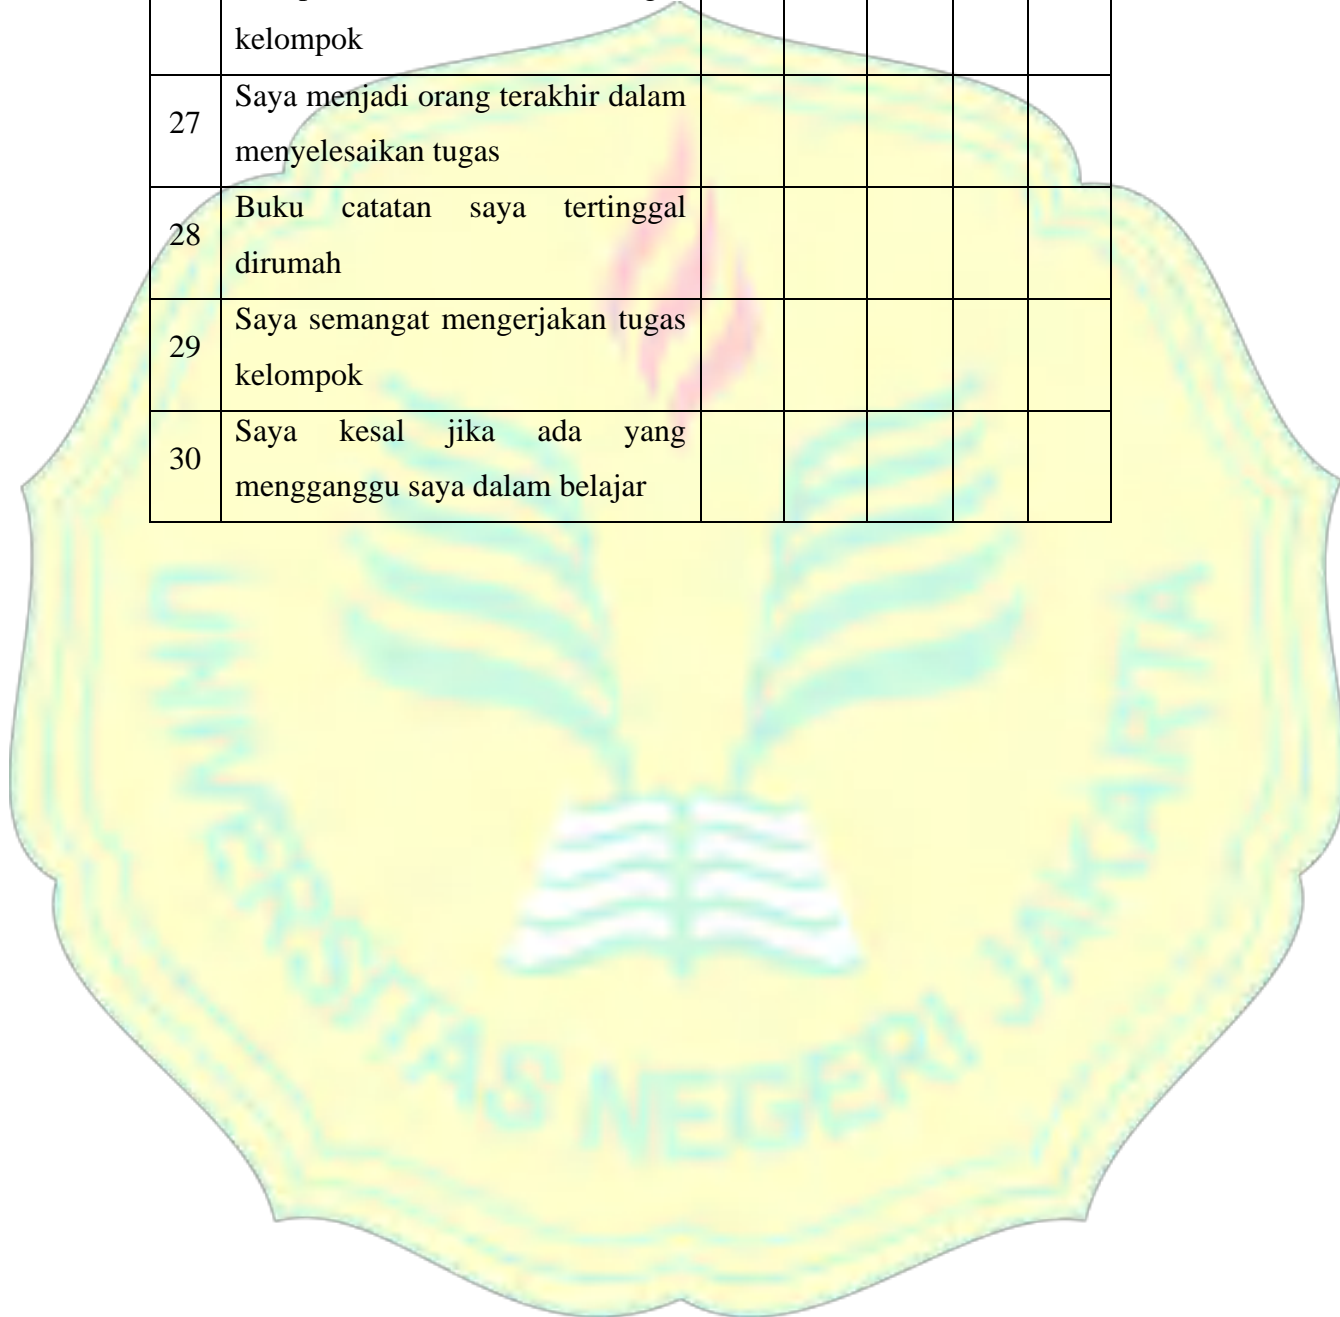 kelompok
27
Saya menjadi orang terakhir dalam
menyelesaikan tugas
28
Buku catatan saya tertinggal
dirumah
29
Saya semangat mengerjakan tugas
kelompok
30
Saya kesal jika ada yang
mengganggu saya dalam belajar
UNIVERSITAS NEGERI JAKARTA